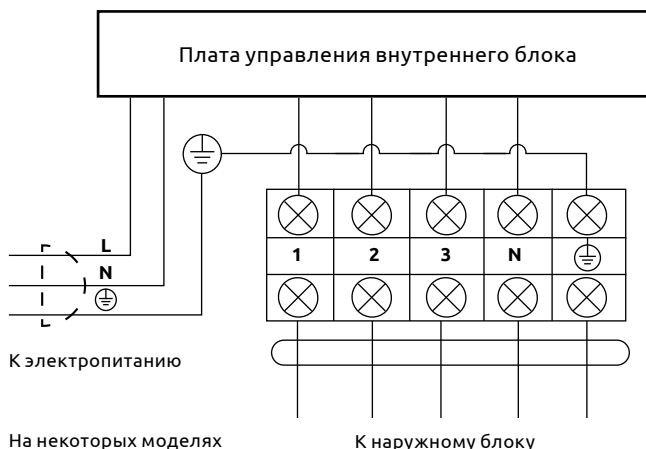 Плата управления внутреннего блока
L
N
1 2 3 N
К электропитанию
На некоторых моделях
К наружному блоку